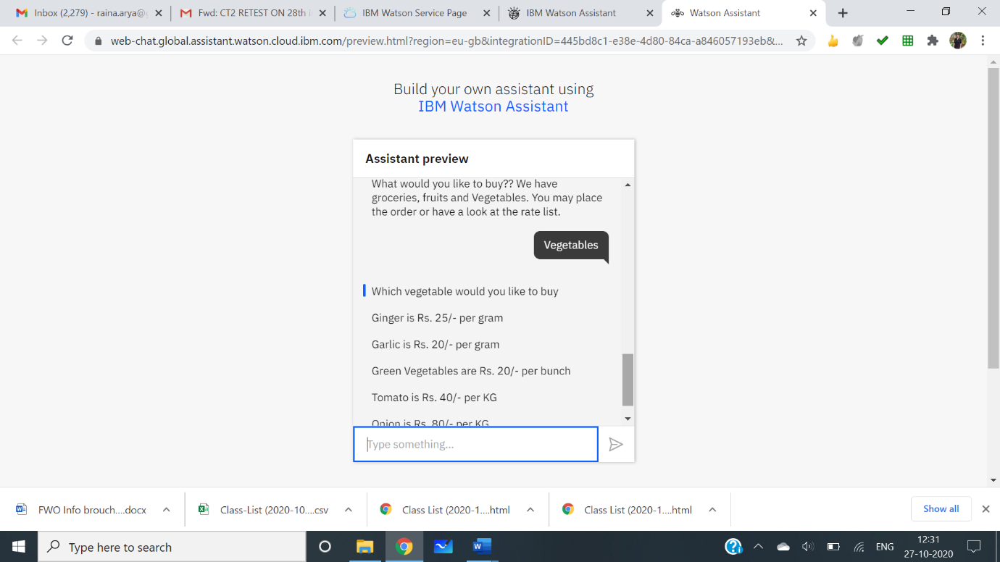 Inbox (2,279) - raina.arya@
Fwd: CT2 RETEST ON 28th
IBM Watson Service Page
IBM Watson Assistant
Watson Assistant
web-chat.global.assistant.watson.cloud.ibm.com/preview.html?region=eu-gb&integrationID=445bd8c1-e38e-4d80-84ca-a846057193eb&...
Build your own assistant using
IBM Watson Assistant
Assistant preview
What would you like to buy?? We have
groceries, fruits and Vegetables. You may place
the order or have a look at the rate list.
Vegetables
Which vegetable would you like to buy
Ginger is Rs. 25/- per gram
Garlic is Rs. 20/- per gram
Green Vegetables are Rs. 20/- per bunch
Tomato is Rs. 40/- per KG
Onion is Rs. 80/- per KG
Type something...
FWO Info brouch....docx
Class-List (2020-10....csv
Class List (2020-1....html
Class List (2020-1....html
Show all
Type here to search
ENG
12:31
27-10-2020